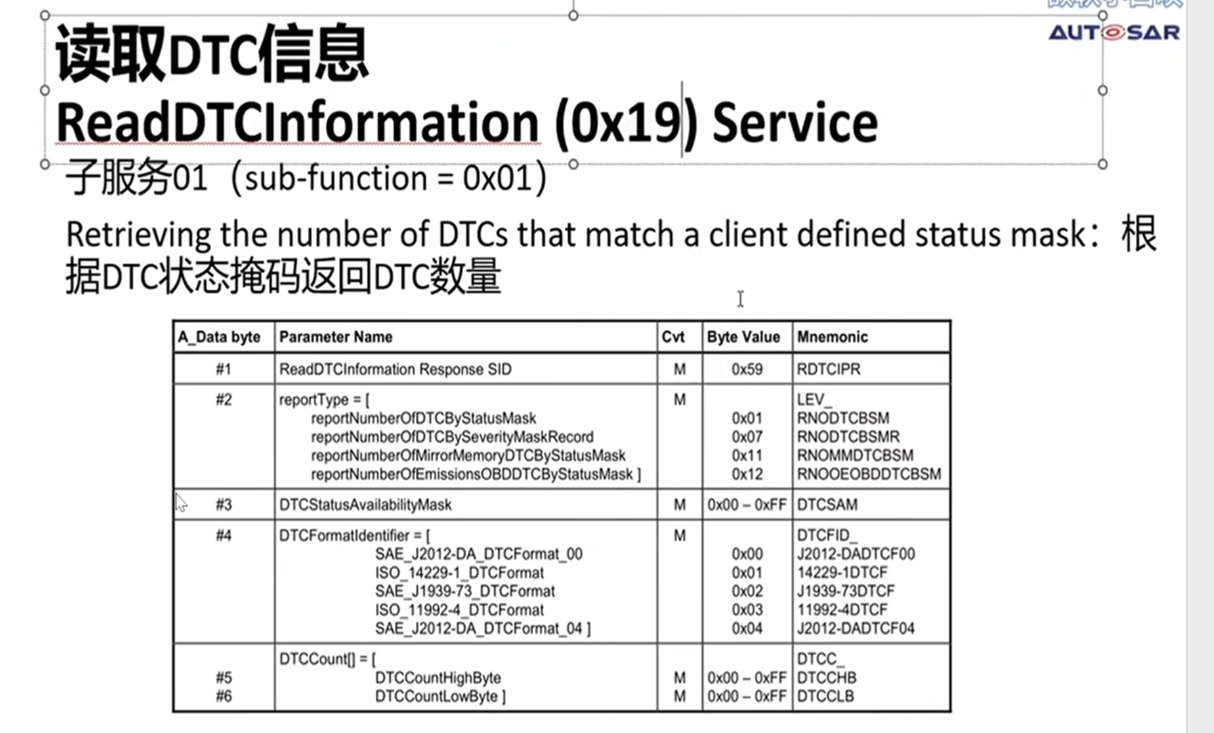 AUTOSAR
读取DTC信息
ReadDTCInformation (0x19) Service
子服务01（sub-function = 0x01）
Retrieving the number of DTCs that match a client defined status mask：根
据DTC状态掩码返回DTC数量
A_Data byte Parameter Name Cvt Byte Value Mnemonic
#1 ReadDTCInformation Response SID M 0x59 RDTCIPR
#2 reportType = [ M LEV_
reportNumberOfDTCByStatusMask 0x01 RNODTCBSM
reportNumberOfDTCBySeverityMaskRecord 0x07 RNODTCBSMR
reportNumberOfMirrorMemoryDTCByStatusMask 0x11 RNOMMDTCBSM
reportNumberOfEmissionsOBDDTCByStatusMask ] 0x12 RNOOEOBDDTCBSM
#3 DTCStatusAvailabilityMask M 0x00 – 0xFF DTCSAM
#4 DTCFormatIdentifier = [ M DTCFID_
SAE_J2012-DA_DTCFormat_00 0x00 J2012-DADTCF00
ISO_14229-1_DTCFormat 0x01 14229-1DTCF
SAE_J1939-73_DTCFormat 0x02 J1939-73DTCF
ISO_11992-4_DTCFormat 0x03 11992-4DTCF
SAE_J2012-DA_DTCFormat_04 ] 0x04 J2012-DADTCF04
DTCCount[] = [ DTCC_
#5 DTCCountHighByte M 0x00 – 0xFF DTCCHB
#6 DTCCountLowByte ] M 0x00 – 0xFF DTCCLB